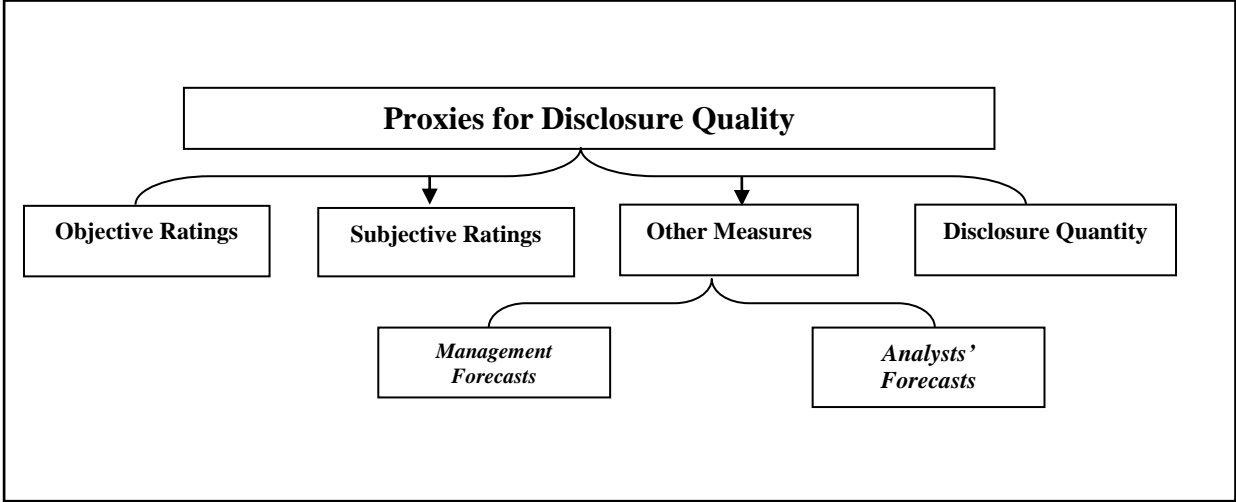 Proxies for Disclosure Quality
Objective Ratings
Subjective Ratings
Other Measures
Disclosure Quantity
Management
Forecasts
Analysts’
Forecasts